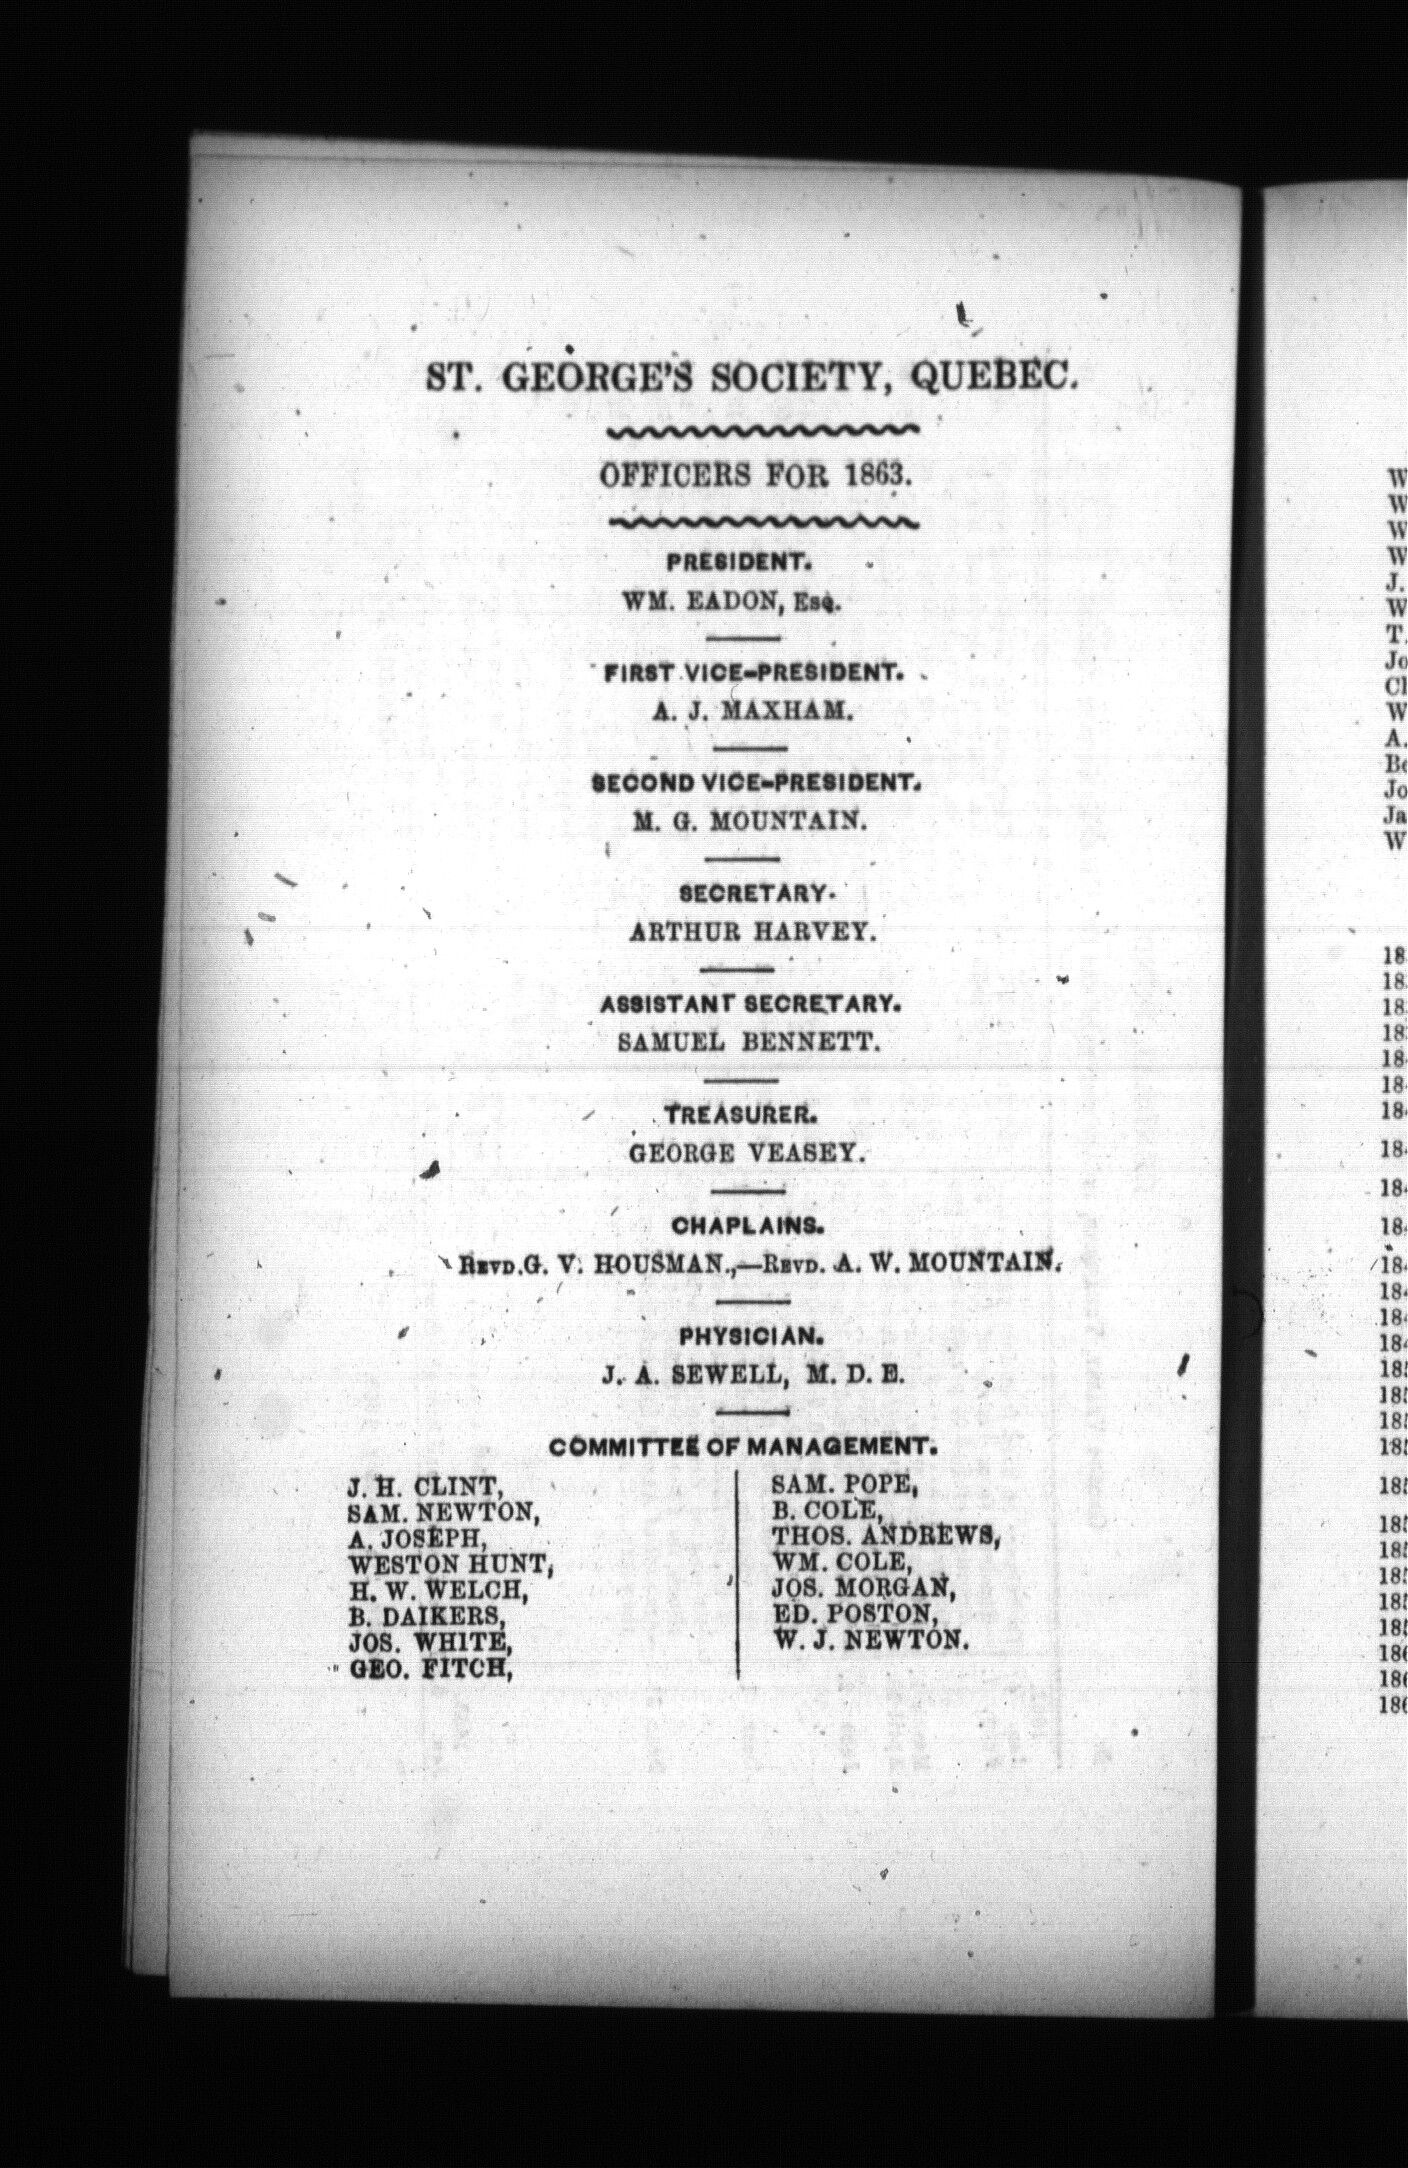 ST. GEORGE'S SOCIETY, QUEBEC.
OFFICERS FOR 1863.
PRESIDENT.
WM. EADON, Esq.
FIRST VICE-PRESIDENT.
A. J. MAXHAM.
SECOND VICE-PRESIDENT.
M. G. MOUNTAIN.
SECRETARY.
ARTHUR HARVEY.
ASSISTANT SECRETARY.
SAMUEL BENNETT.
TREASURER.
GEORGE VEASEY.
CHAPLAINS.
REVD. G. V. HOUSMAN.,—REVD. A. W. MOUNTAIN.
PHYSICIAN.
J. A. SEWELL, M. D. E.
COMMITTEE OF MANAGEMENT.
J. H. CLINT,
SAM. NEWTON,
A. JOSEPH,
WESTON HUNT,
H. W. WELCH,
B. DAIKERS,
JOS. WHITE,
GEO. FITCH,
SAM. POPE,
B. COLE,
THOS. ANDREWS,
WM. COLE,
JOS. MORGAN,
ED. POSTON,
W. J. NEWTON.